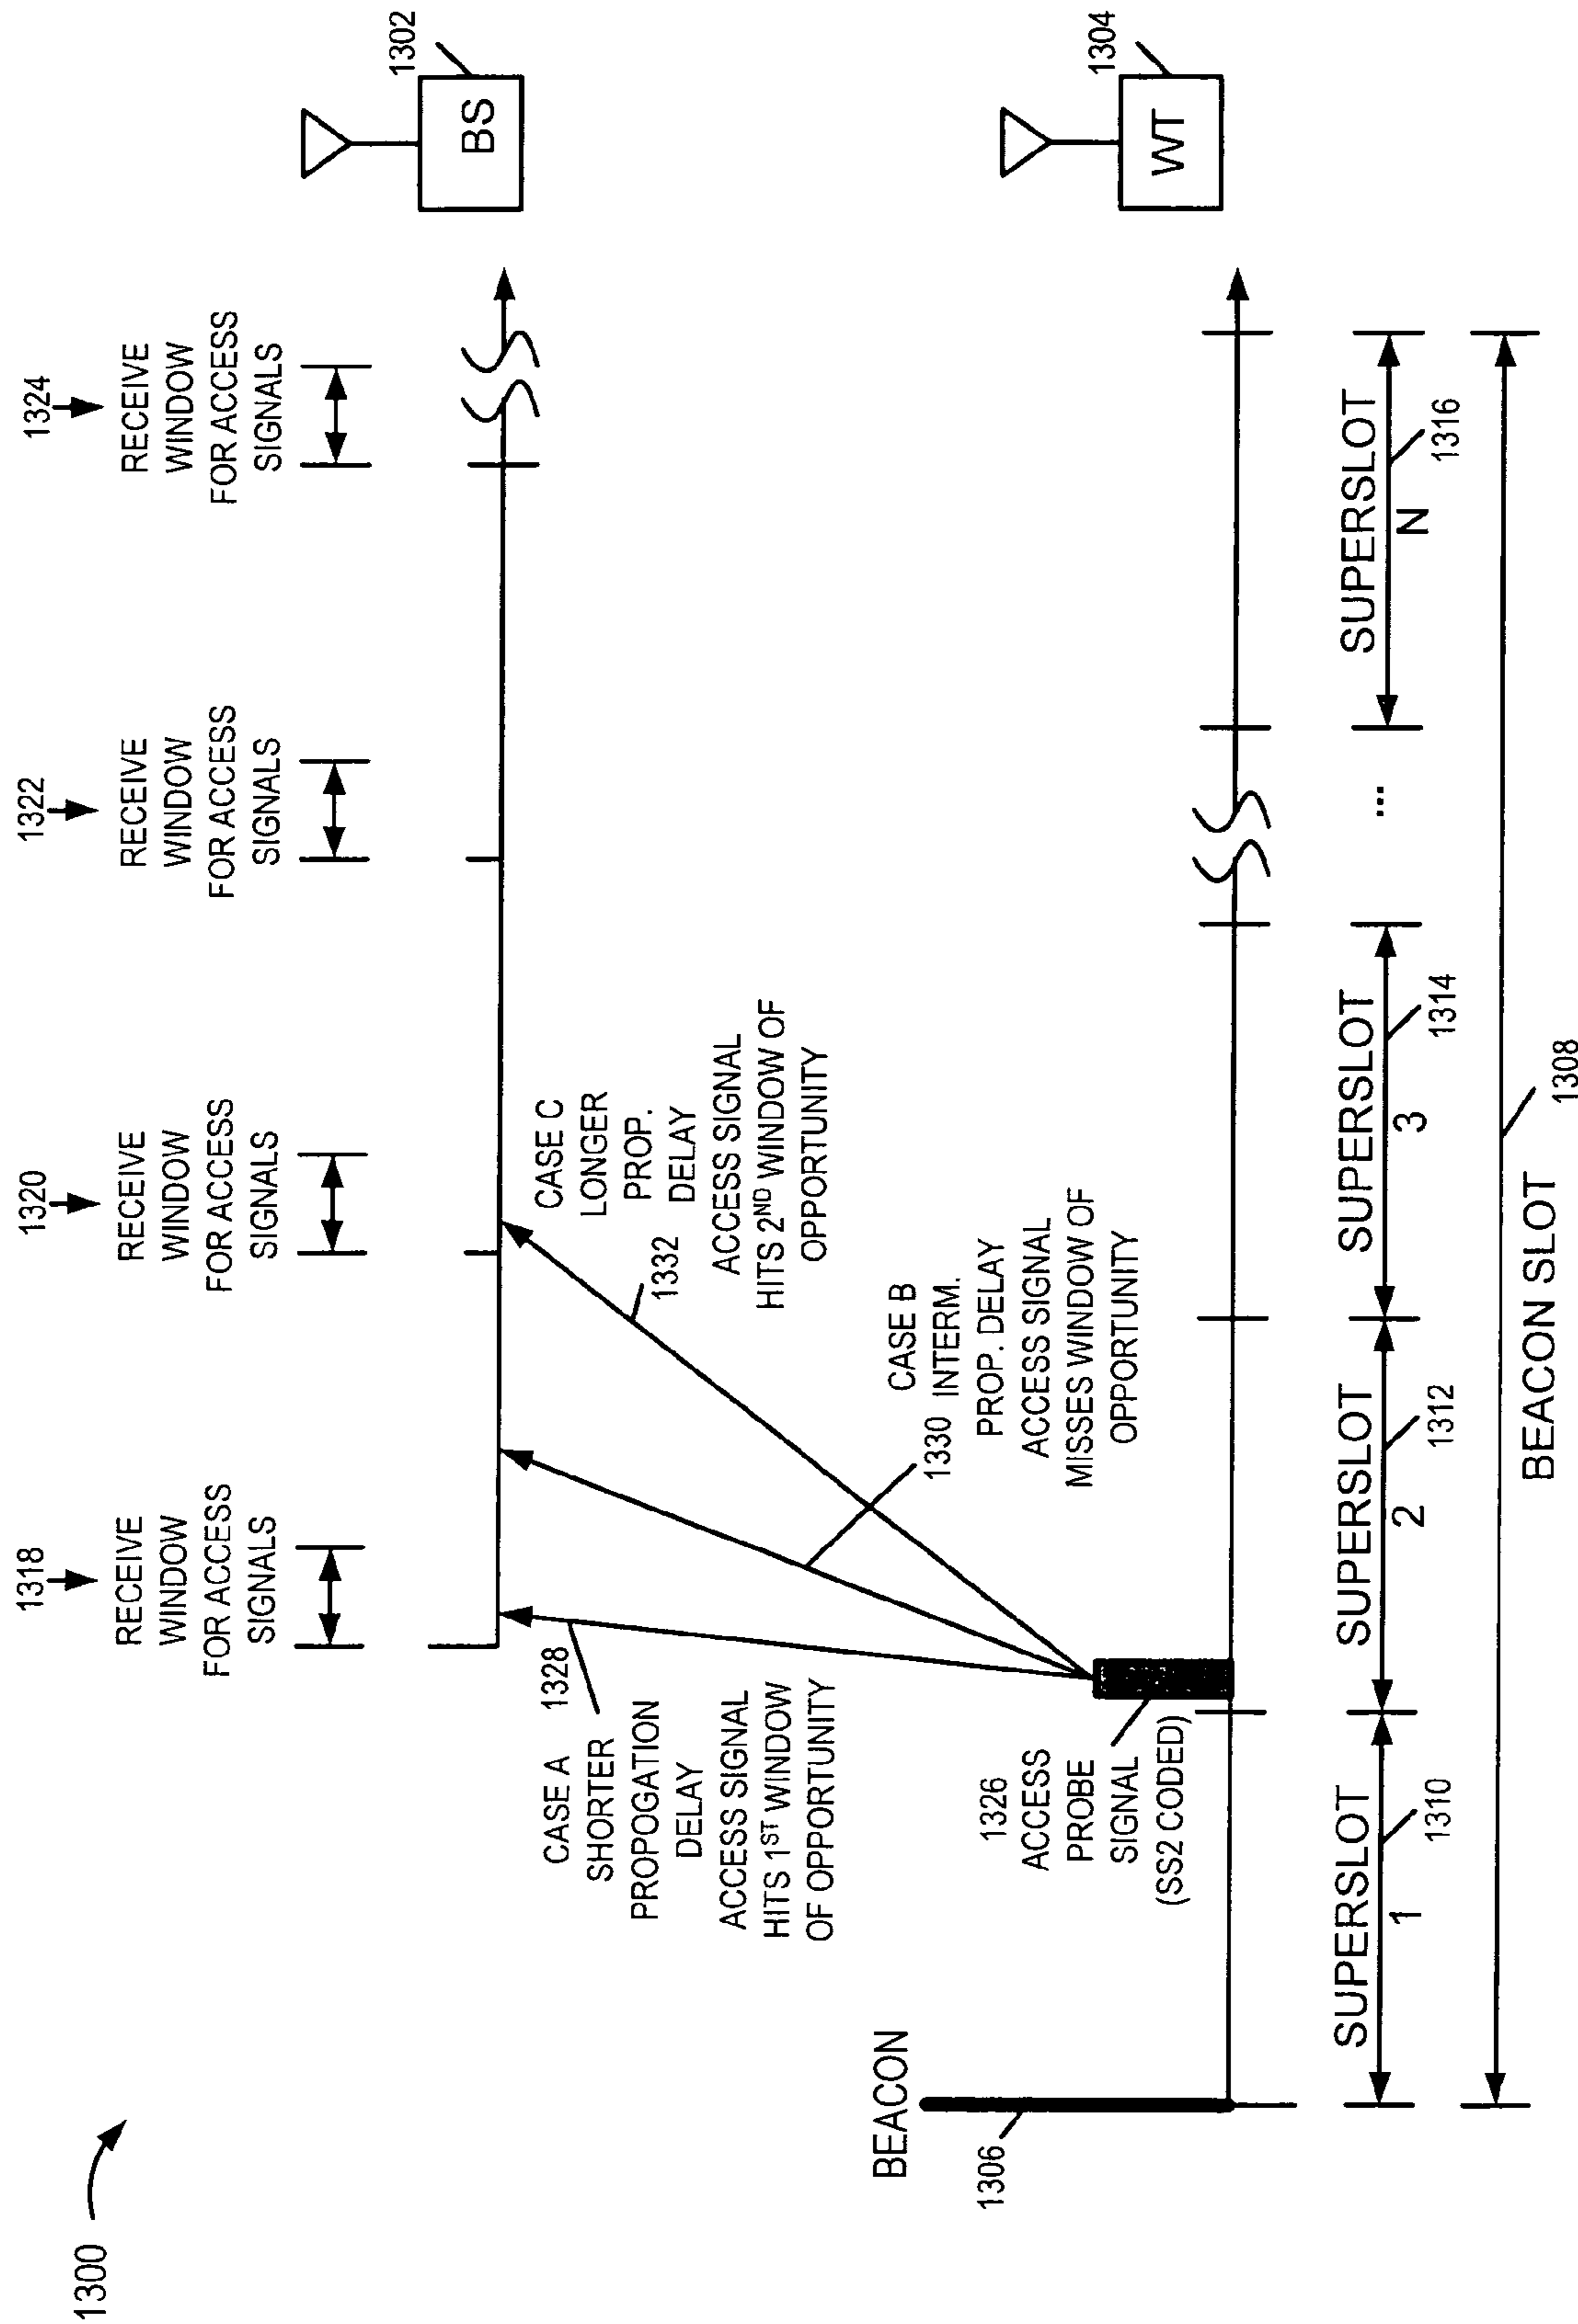 1300
1318
RECEIVE
WINDOW
FOR ACCESS
SIGNALS
1320
RECEIVE
WINDOW
FOR ACCESS
SIGNALS
1322
RECEIVE
WINDOW
FOR ACCESS
SIGNALS
1324
RECEIVE
WINDOW
FOR ACCESS
SIGNALS
1302
BS
CASE A
SHORTER
PROPOGATION
DELAY
ACCESS SIGNAL
HITS 1ST WINDOW
OF OPPORTUNITY
1328
CASE C
LONGER
PROP.
DELAY
ACCESS SIGNAL
HITS 2ND WINDOW OF
OPPORTUNITY
1332
CASE B
1330 INTERM.
PROP. DELAY
ACCESS SIGNAL
MISSES WINDOW OF
OPPORTUNITY
BEACON
1306
1326
ACCESS
PROBE
SIGNAL
(SS2 CODED)
1304
WT
SUPERSLOT
1
1310
SUPERSLOT
2
1312
SUPERSLOT
3
1314
...
SUPERSLOT
N
1316
BEACON SLOT
1308